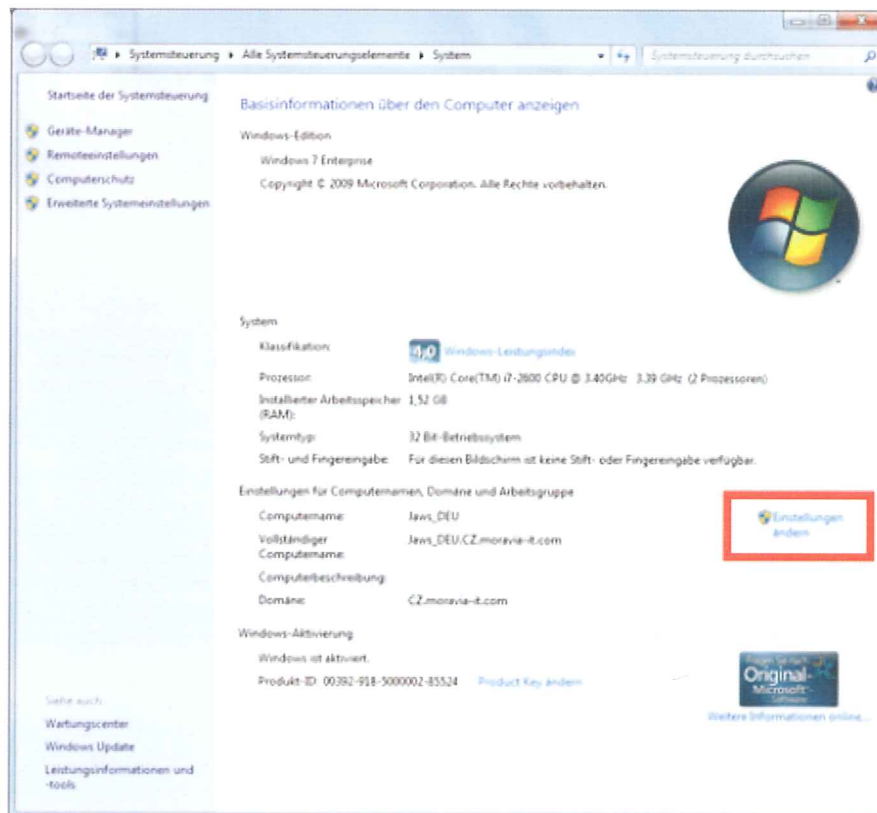 Systemsteuerung ▸ Alle Systemsteuerungselemente ▸ System
Systemsteuerung durchsuchen
Startseite der Systemsteuerung
Geräte-Manager
Remoteeinstellungen
Computerschutz
Erweiterte Systemeinstellungen
Basisinformationen über den Computer anzeigen
Windows-Edition
Windows 7 Enterprise
Copyright © 2009 Microsoft Corporation. Alle Rechte vorbehalten.
System
Klassifikation: 4,0 Windows-Leistungsindex
Prozessor: Intel(R) Core(TM) i7-2600 CPU @ 3.40GHz 3.39 GHz (2 Prozessoren)
Installierter Arbeitsspeicher 1,52 GB
(RAM):
Systemtyp: 32 Bit-Betriebssystem
Stift- und Fingereingabe: Für diesen Bildschirm ist keine Stift- oder Fingereingabe verfügbar.
Einstellungen für Computernamen, Domäne und Arbeitsgruppe
Computername: Jaws_DEU
Einstellungen
ändern
Vollständiger Jaws_DEU.CZ.moravia-it.com
Computername:
Computerbeschreibung:
Domäne: CZ.moravia-it.com
Windows-Aktivierung
Windows ist aktiviert.
Produkt-ID: 00392-918-5000002-85524 Product Key ändern
Fragen Sie nach
Original-
Microsoft-
Software
Weitere Informationen online...
Siehe auch
Wartungscenter
Windows Update
Leistungsinformationen und
-tools